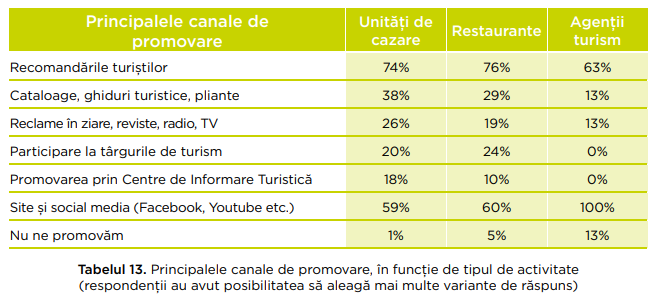 Principalele canale de promovare Unități de cazare Restaurante Agenții turism
Recomandările turiștilor 74% 76% 63%
Cataloage, ghiduri turistice, pliante 38% 29% 13%
Reclame în ziare, reviste, radio, TV 26% 19% 13%
Participare la târgurile de turism 20% 24% 0%
Promovarea prin Centre de Informare Turistică 18% 10% 0%
Site și social media (Facebook, Youtube etc.) 59% 60% 100%
Nu ne promovăm 1% 5% 13%
Tabelul 13. Principalele canale de promovare, în funcție de tipul de activitate
(respondenții au avut posibilitatea să aleagă mai multe variante de răspuns)